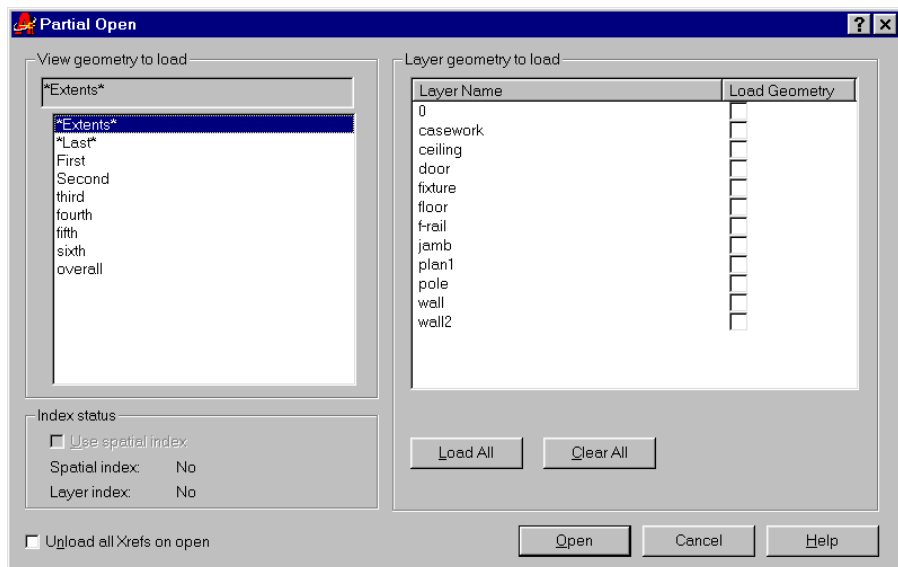 Partial Open
View geometry to load
*Extents*
*Extents*
*Last*
First
Second
third
fourth
fifth
sixth
overall
Index status
Use spatial index
Spatial index: No
Layer index: No
Unload all Xrefs on open
Layer geometry to load
Layer Name Load Geometry
0
casework
ceiling
door
fixture
floor
f-rail
jamb
plan1
pole
wall
wall2
Load All Clear All
Open Cancel Help